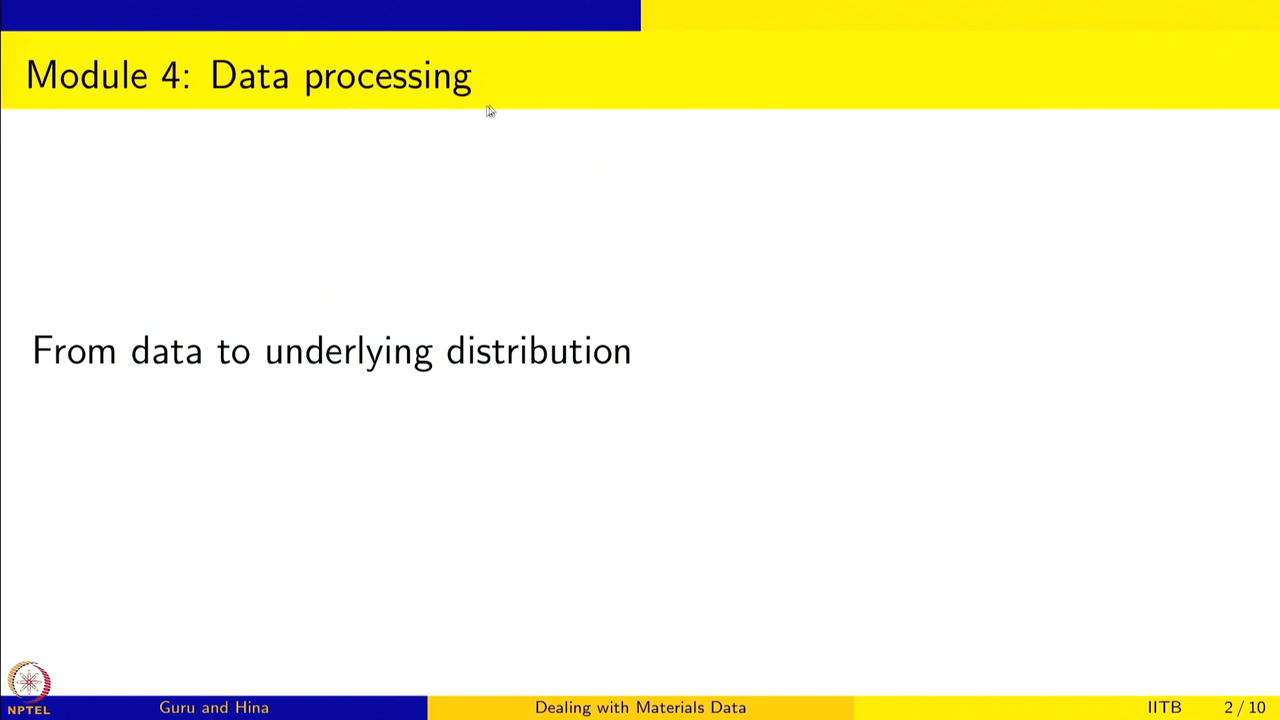 Module 4: Data processing
From data to underlying distribution
NPTEL
Guru and Hina
Dealing with Materials Data
IITB
2 / 10